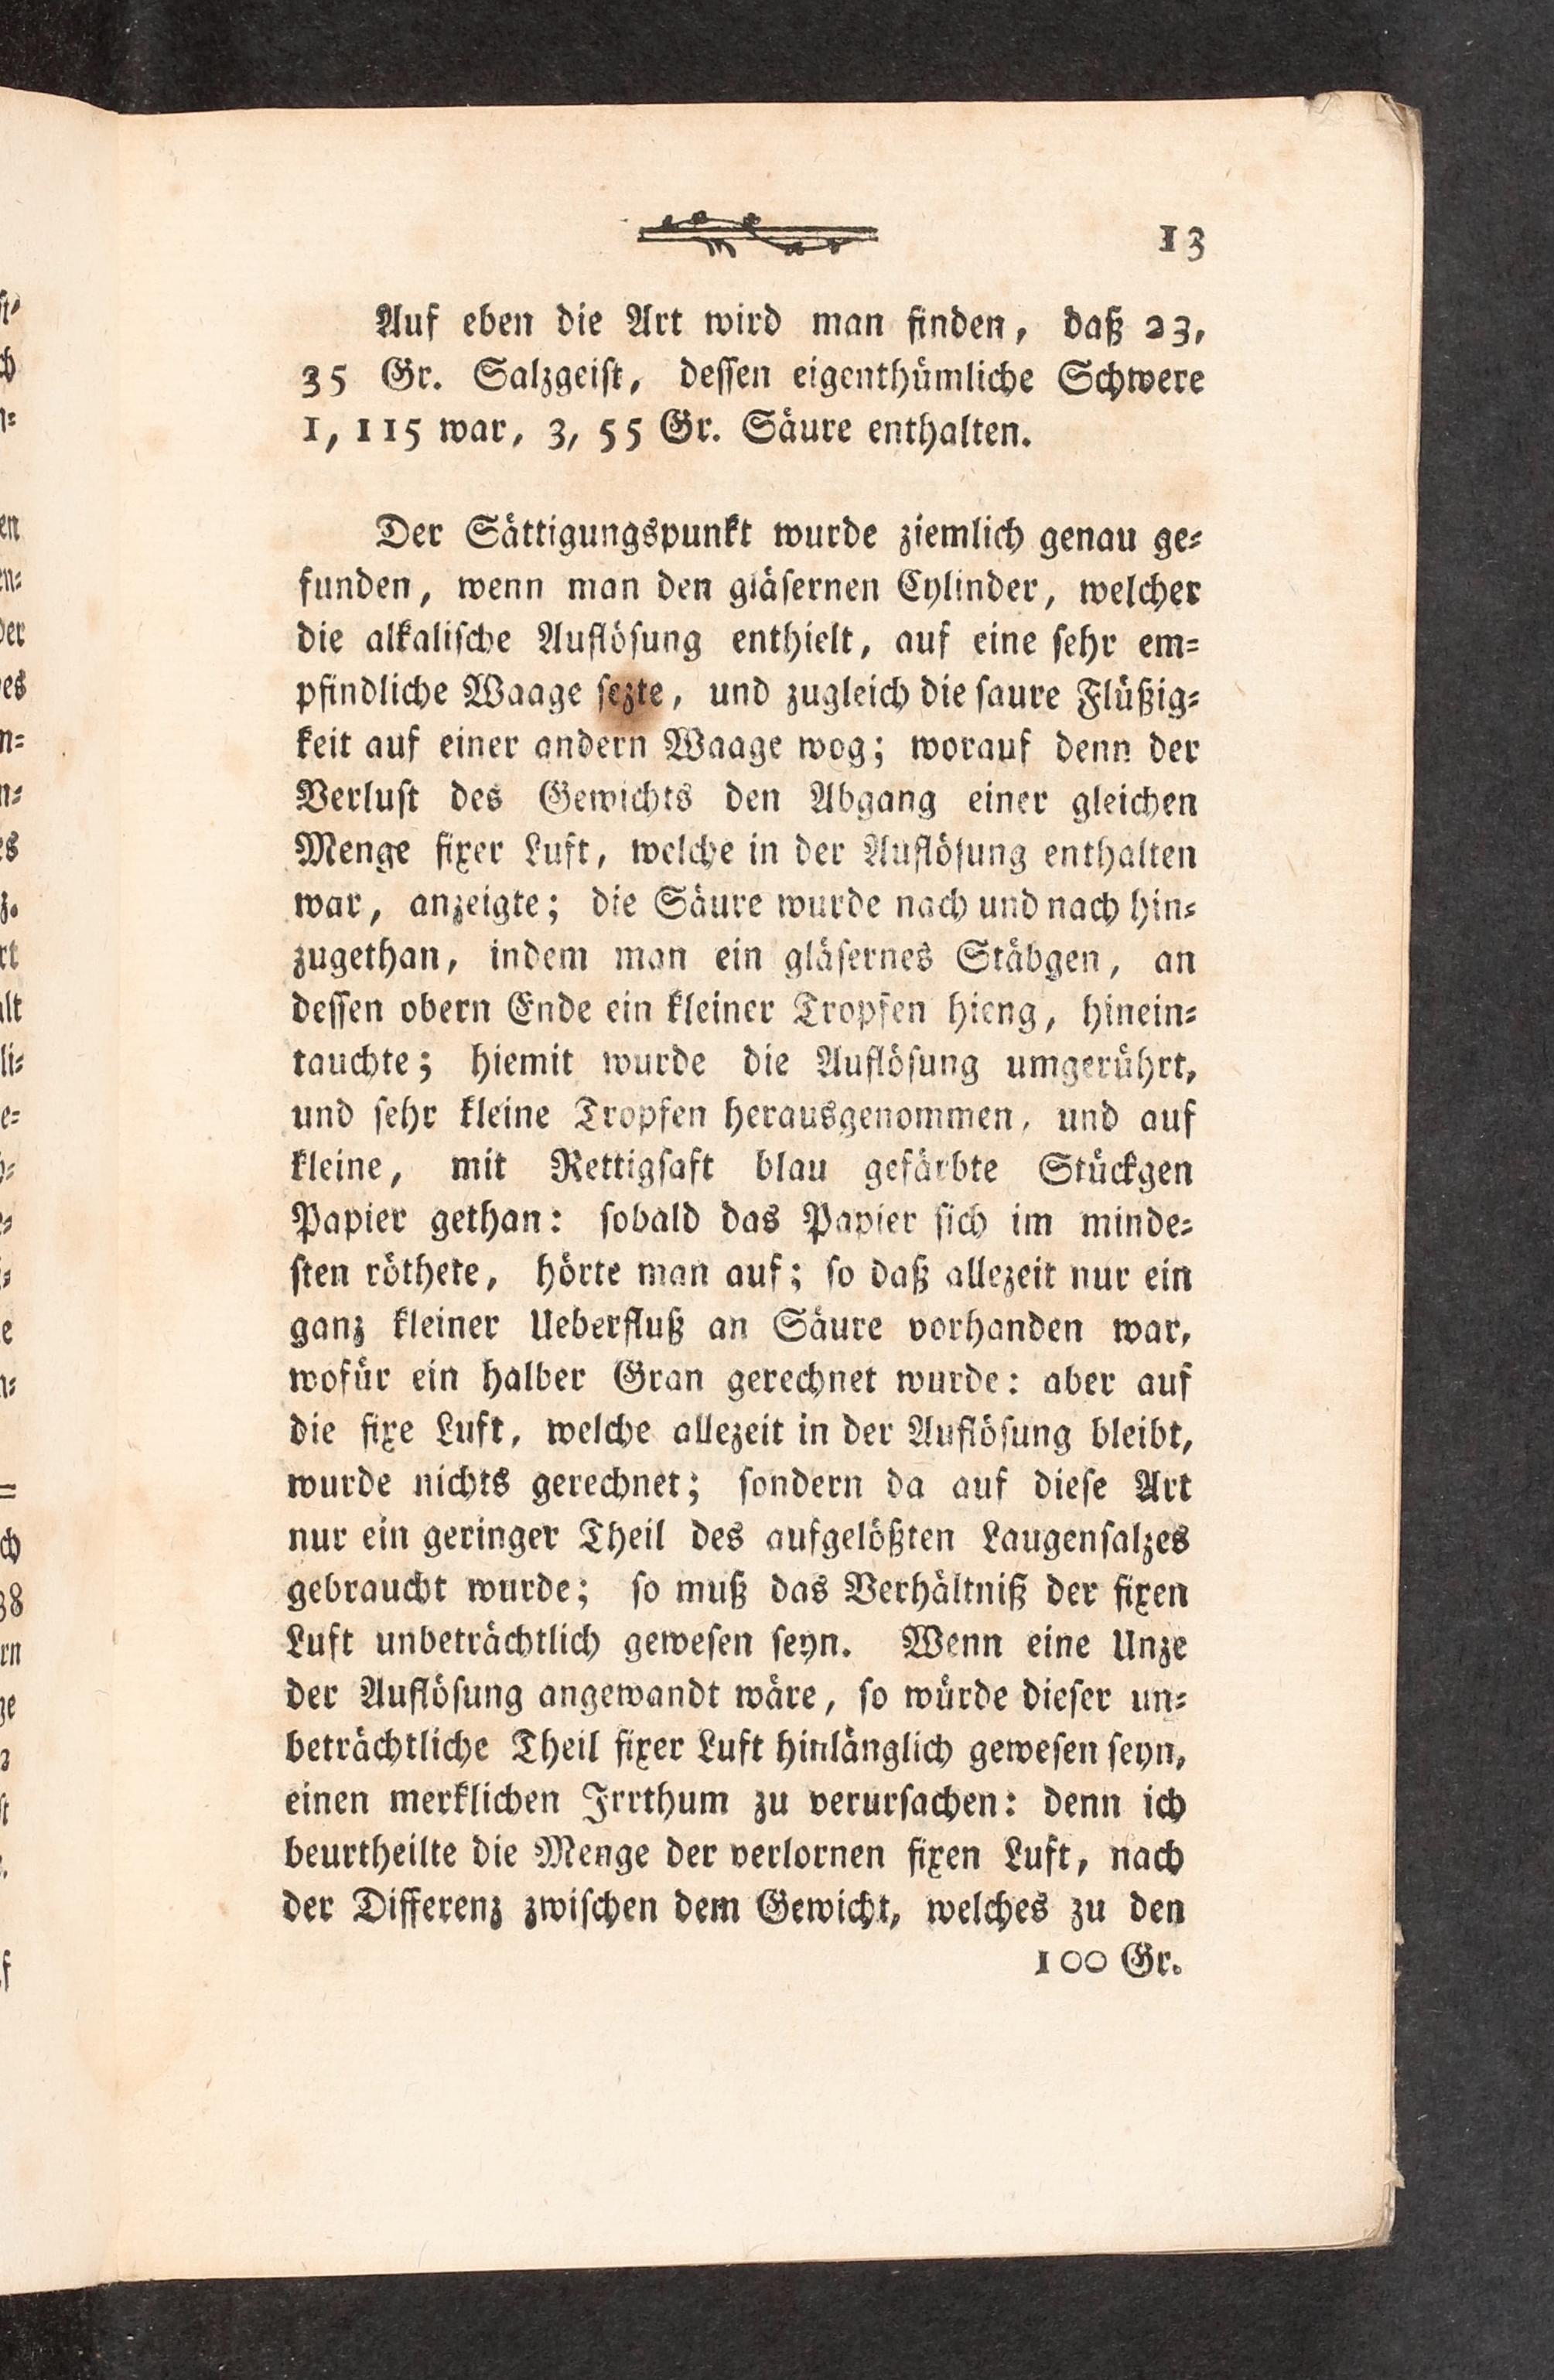 13
Auf eben die Art wird man finden, daß 23,
35 Gr. Salzgeist, dessen eigenthümliche Schwere
1, 115 war, 3, 55 Gr. Säure enthalten.
Der Sättigungspunkt wurde ziemlich genau ge-
funden, wenn man den gläsernen Cylinder, welcher
die alkalische Auflösung enthielt, auf eine sehr em-
pfindliche Waage sezte, und zugleich die saure Flüßig-
keit auf einer andern Waage wog; worauf denn der
Verlust des Gewichts den Abgang einer gleichen
Menge fixer Luft, welche in der Auflösung enthalten
war, anzeigte; die Säure wurde nach und nach hin-
zugethan, indem man ein gläsernes Stäbgen, an
dessen obern Ende ein kleiner Tropfen hieng, hinein-
tauchte; hiemit wurde die Auflösung umgerührt,
und sehr kleine Tropfen herausgenommen, und auf
kleine, mit Rettigsaft blau gefärbte Stückgen
Papier gethan: sobald das Papier sich im minde-
sten röthete, hörte man auf; so daß allezeit nur ein
ganz kleiner Ueberfluß an Säure vorhanden war,
wofür ein halber Gran gerechnet wurde: aber auf
die fixe Luft, welche allezeit in der Auflösung bleibt,
wurde nichts gerechnet; sondern da auf diese Art
nur ein geringer Theil des aufgelößten Laugensalzes
gebraucht wurde; so muß das Verhältniß der fixen
Luft unbeträchtlich gewesen seyn. Wenn eine Unze
der Auflösung angewandt wäre, so würde dieser un-
beträchtliche Theil fixer Luft hinlänglich gewesen seyn,
einen merklichen Irrthum zu verursachen: denn ich
beurtheilte die Menge der verlornen fixen Luft, nach
der Differenz zwischen dem Gewicht, welches zu den
100 Gr.